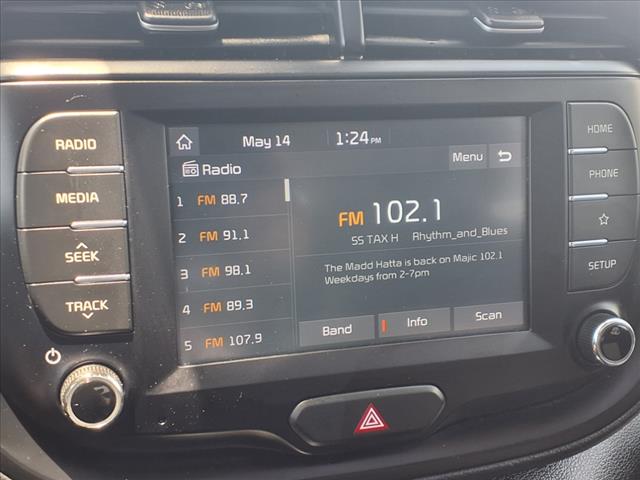 RADIO
MEDIA
SEEK
TRACK
May 14 1:24 PM
Radio
Menu
1 FM 88.7
2 FM 91.1
3 FM 98.1
4 FM 89.3
5 FM 107.9
FM 102.1
SS TAX H Rhythm_and_Blues
The Madd Hatta is back on Majic 102.1
Weekdays from 2-7pm
Band
Info
Scan
HOME
PHONE
SETUP